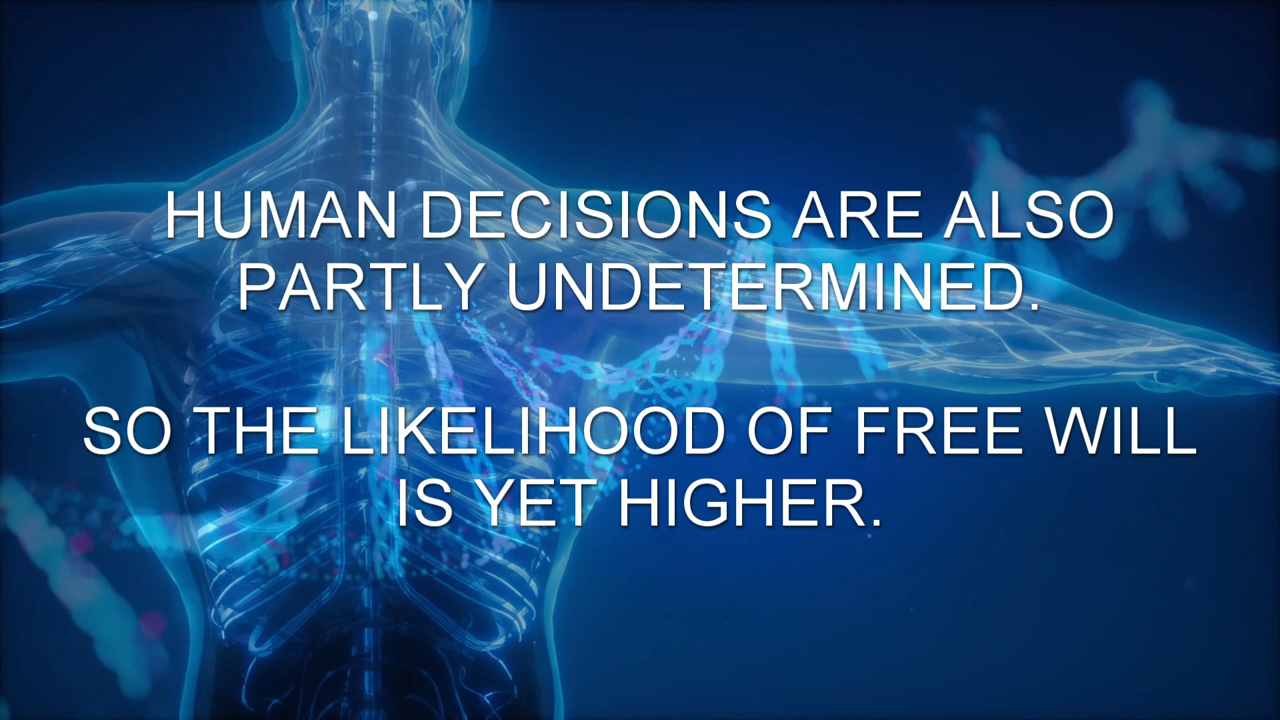 HUMAN DECISIONS ARE ALSO
PARTLY UNDETERMINED.
SO THE LIKELIHOOD OF FREE WILL
IS YET HIGHER.